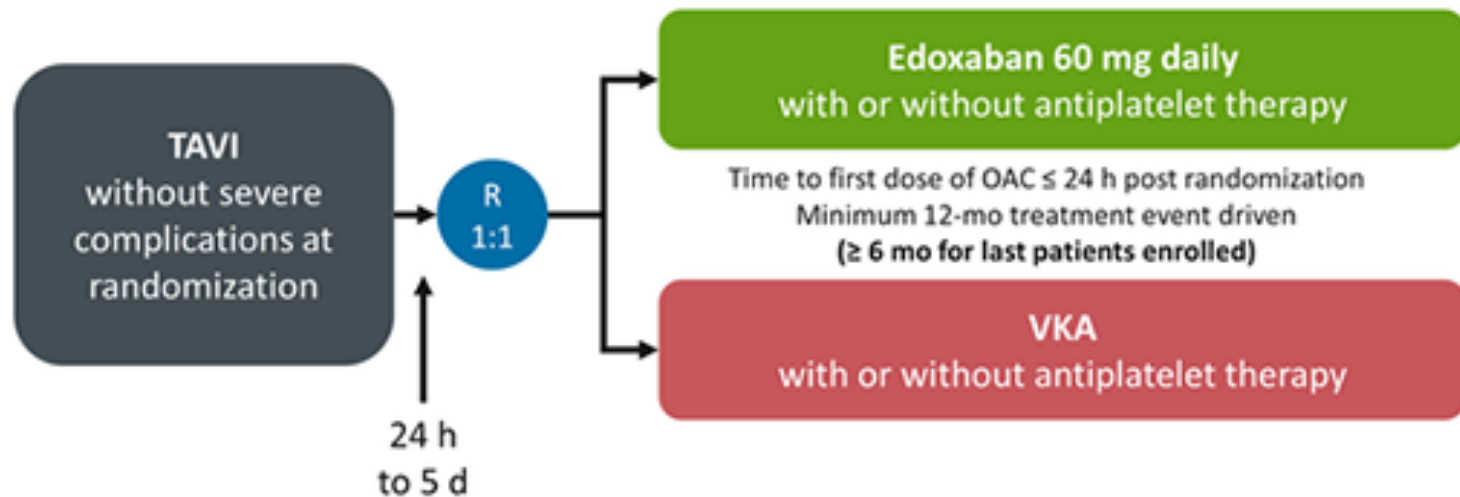 TAVI
without severe
complications at
randomization
24 h
to 5 d
R
1:1
Edoxaban 60 mg daily
with or without antiplatelet therapy
Time to first dose of OAC ≤ 24 h post randomization
Minimum 12-mo treatment event driven
(≥ 6 mo for last patients enrolled)
VKA
with or without antiplatelet therapy